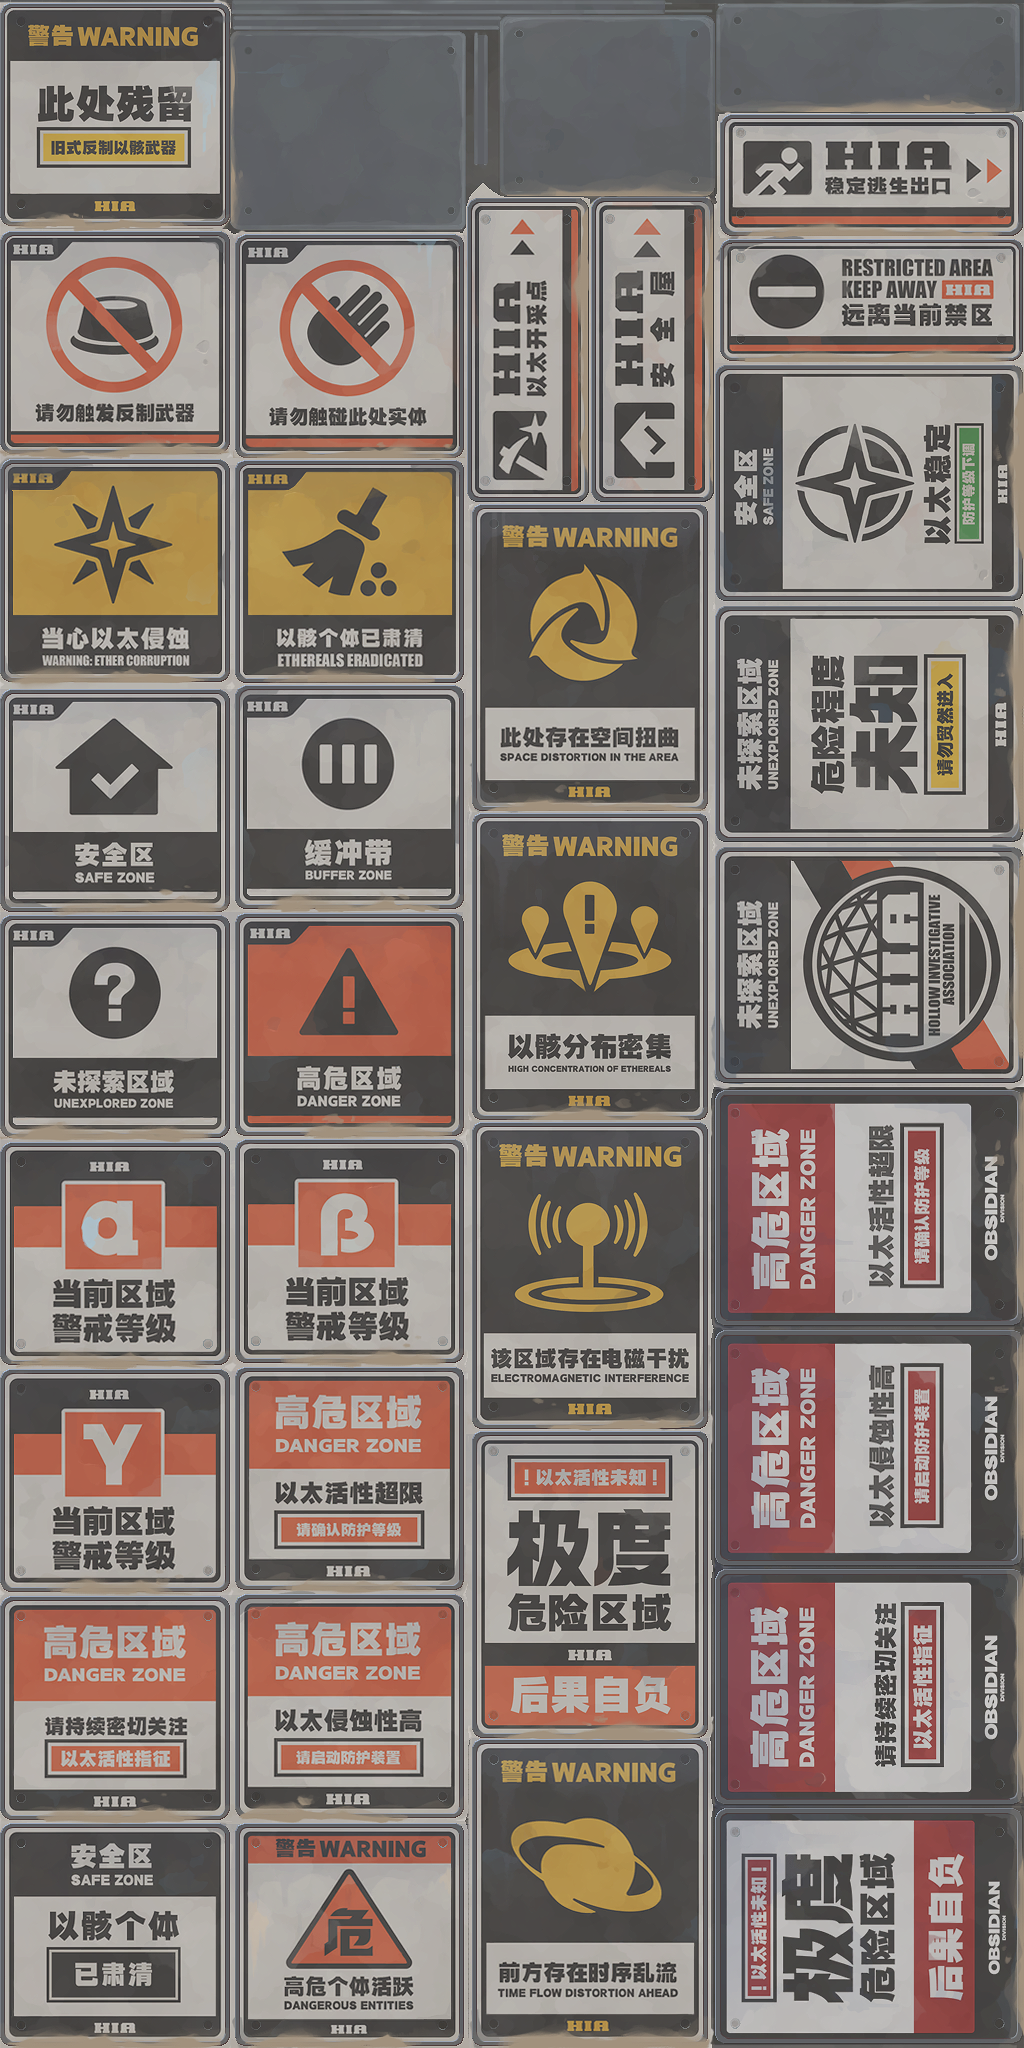 警告 WARNING
此处残留
旧式反制以骸武器
HIA
HIA
请勿触发反制武器
HIA
请勿触碰此处实体
HIA
当心以太侵蚀
WARNING: ETHER CORRUPTION
HIA
以骸个体已肃清
ETHEREALS ERADICATED
HIA
安全区
SAFE ZONE
HIA
缓冲带
BUFFER ZONE
HIA
未探索区域
UNEXPLORED ZONE
HIA
高危区域
DANGER ZONE
HIA
α
当前区域
警戒等级
HIA
β
当前区域
警戒等级
HIA
γ
当前区域
警戒等级
高危区域
DANGER ZONE
以太活性超限
请确认防护等级
HIA
高危区域
DANGER ZONE
请持续密切关注
以太活性指征
HIA
高危区域
DANGER ZONE
以太侵蚀性高
请启动防护装置
HIA
安全区
SAFE ZONE
以骸个体
已肃清
HIA
警告 WARNING
危
高危个体活跃
DANGEROUS ENTITIES
HIA
HIA
以太开采点
HIA
安全屋
警告 WARNING
此处存在空间扭曲
SPACE DISTORTION IN THE AREA
HIA
警告 WARNING
以骸分布密集
HIGH CONCENTRATION OF ETHEREALS
HIA
警告 WARNING
该区域存在电磁干扰
ELECTROMAGNETIC INTERFERENCE
HIA
！以太活性未知！
极度
危险区域
HIA
后果自负
警告 WARNING
前方存在时序乱流
TIME FLOW DISTORTION AHEAD
HIA
HIA
稳定逃生出口
RESTRICTED AREA
KEEP AWAY HIA
远离当前禁区
安全区
SAFE ZONE
以太稳定
防护等级下调
HIA
未探索区域
UNEXPLORED ZONE
危险程度
未知
请勿贸然进入
HIA
未探索区域
UNEXPLORED ZONE
HIA
HOLLOW INVESTIGATIVE
ASSOCIATION
高危区域
DANGER ZONE
以太活性超限
请确认防护等级
OBSIDIAN
DIVISION
高危区域
DANGER ZONE
以太侵蚀性高
请启动防护装置
OBSIDIAN
DIVISION
高危区域
DANGER ZONE
请持续密切关注
以太活性指征
OBSIDIAN
DIVISION
！以太活性未知！
极度
危险区域
后果自负
OBSIDIAN
DIVISION